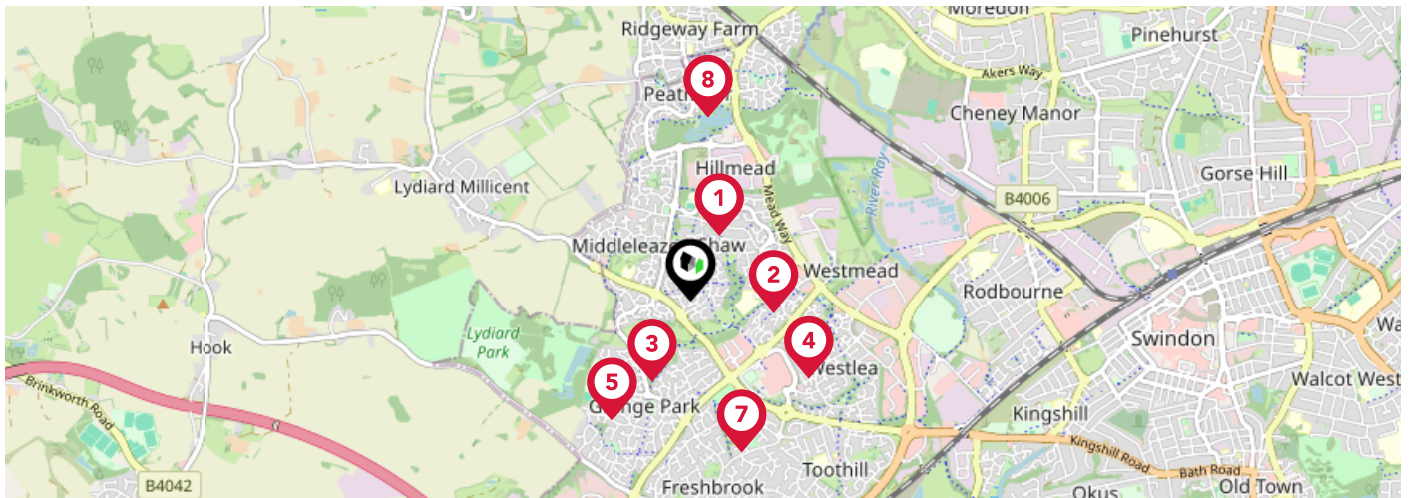 Moredon
Ridgeway Farm
Pinehurst
8
Akers Way
Cheney Manor
Hillmead
River Ray
Gorse Hill
Lydiard Millicent
B4006
1
Mead Way
Shaw
2
Westmead
Rodbourne
Lydiard Park
Hook
3
4
Swindon
Westlea
5
Brinkworth Road
Grange Park
Walcot West
7
Kingshill
Kingshill Road
Toothill
Bath Road
B4042
Freshbrook
Okus
Old Town